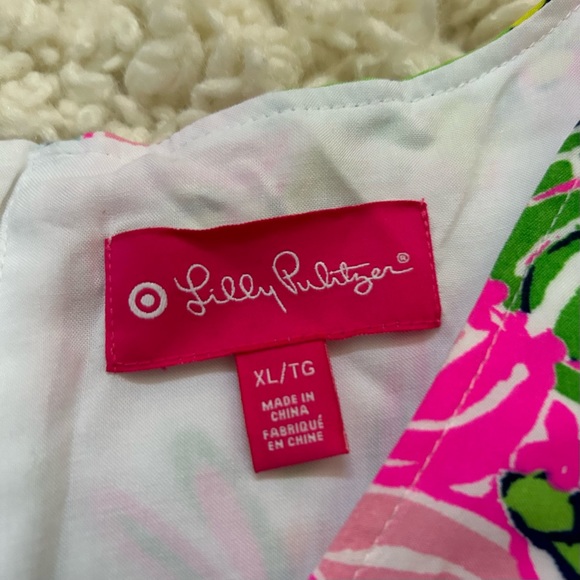 Lilly Pulitzer®
XL/TG
MADE IN
CHINA
FABRIQUÉ
EN CHINE